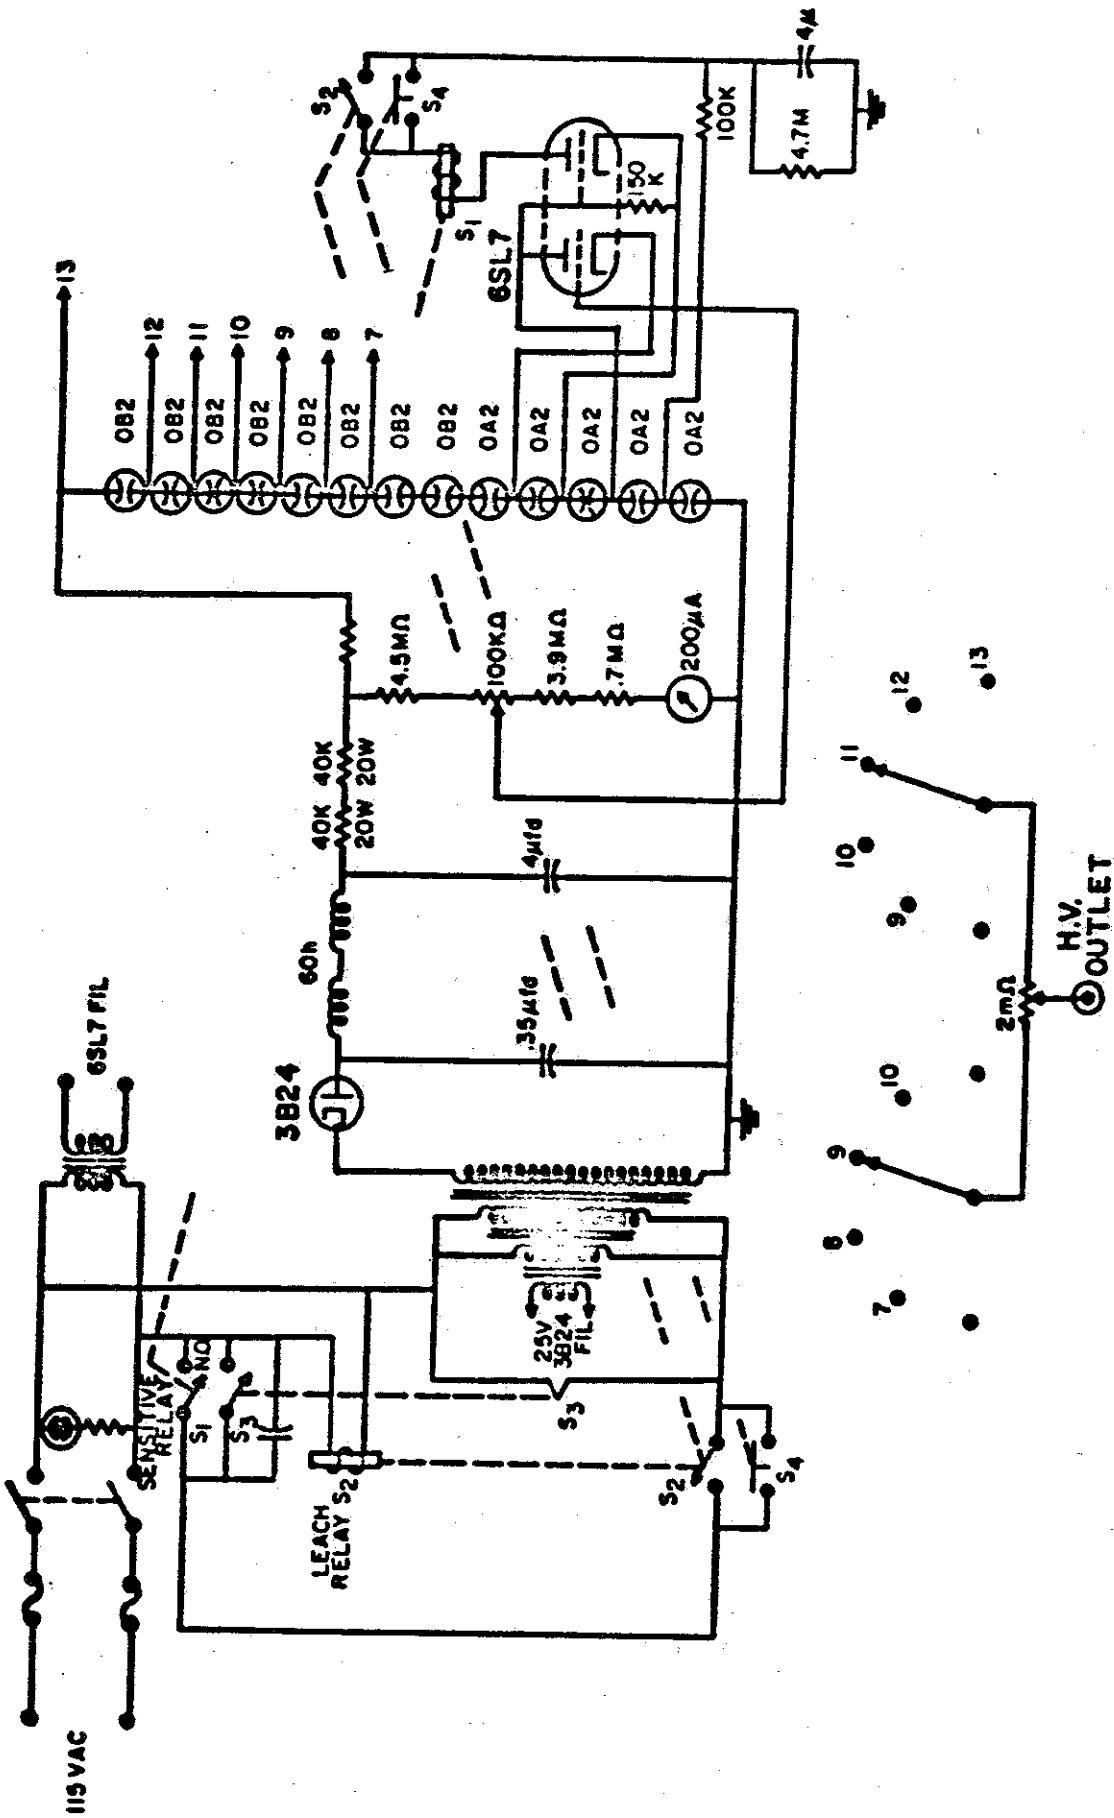 115 VAC
6SL7 FIL
SENSITIVE
RELAY
N.O.
S1
S3
LEACH
RELAY S2
25V
3B24
FIL
S3
S2
S4
3B24
60h
.35µfd
4µfd
40K 40K
20W 20W
4.5MΩ
100KΩ
3.9MΩ
.7MΩ
200µA
OB2
OB2
OB2
OB2
OB2
OB2
OB2
OB2
OA2
OA2
OA2
OA2
OA2
13
12
11
10
9
8
7
S2
S4
S1
6SL7
150
K
100K
4.7M
4µ
7
8
9
10
9
10
11
12
13
2mΩ
H.V.
OUTLET